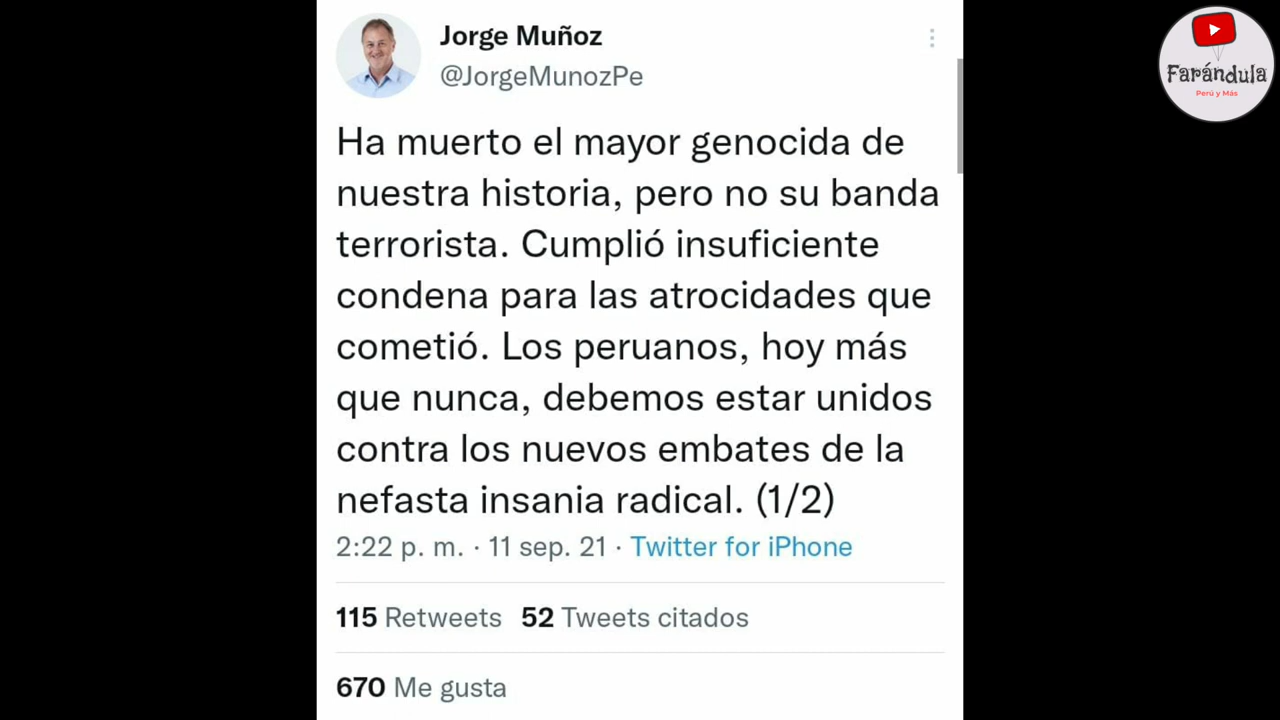 Jorge Muñoz
@JorgeMunozPe
Ha muerto el mayor genocida de
nuestra historia, pero no su banda
terrorista. Cumplió insuficiente
condena para las atrocidades que
cometió. Los peruanos, hoy más
que nunca, debemos estar unidos
contra los nuevos embates de la
nefasta insania radical. (1/2)
2:22 p. m. · 11 sep. 21 · Twitter for iPhone
115 Retweets 52 Tweets citados
670 Me gusta
Farándula
Perú y Más